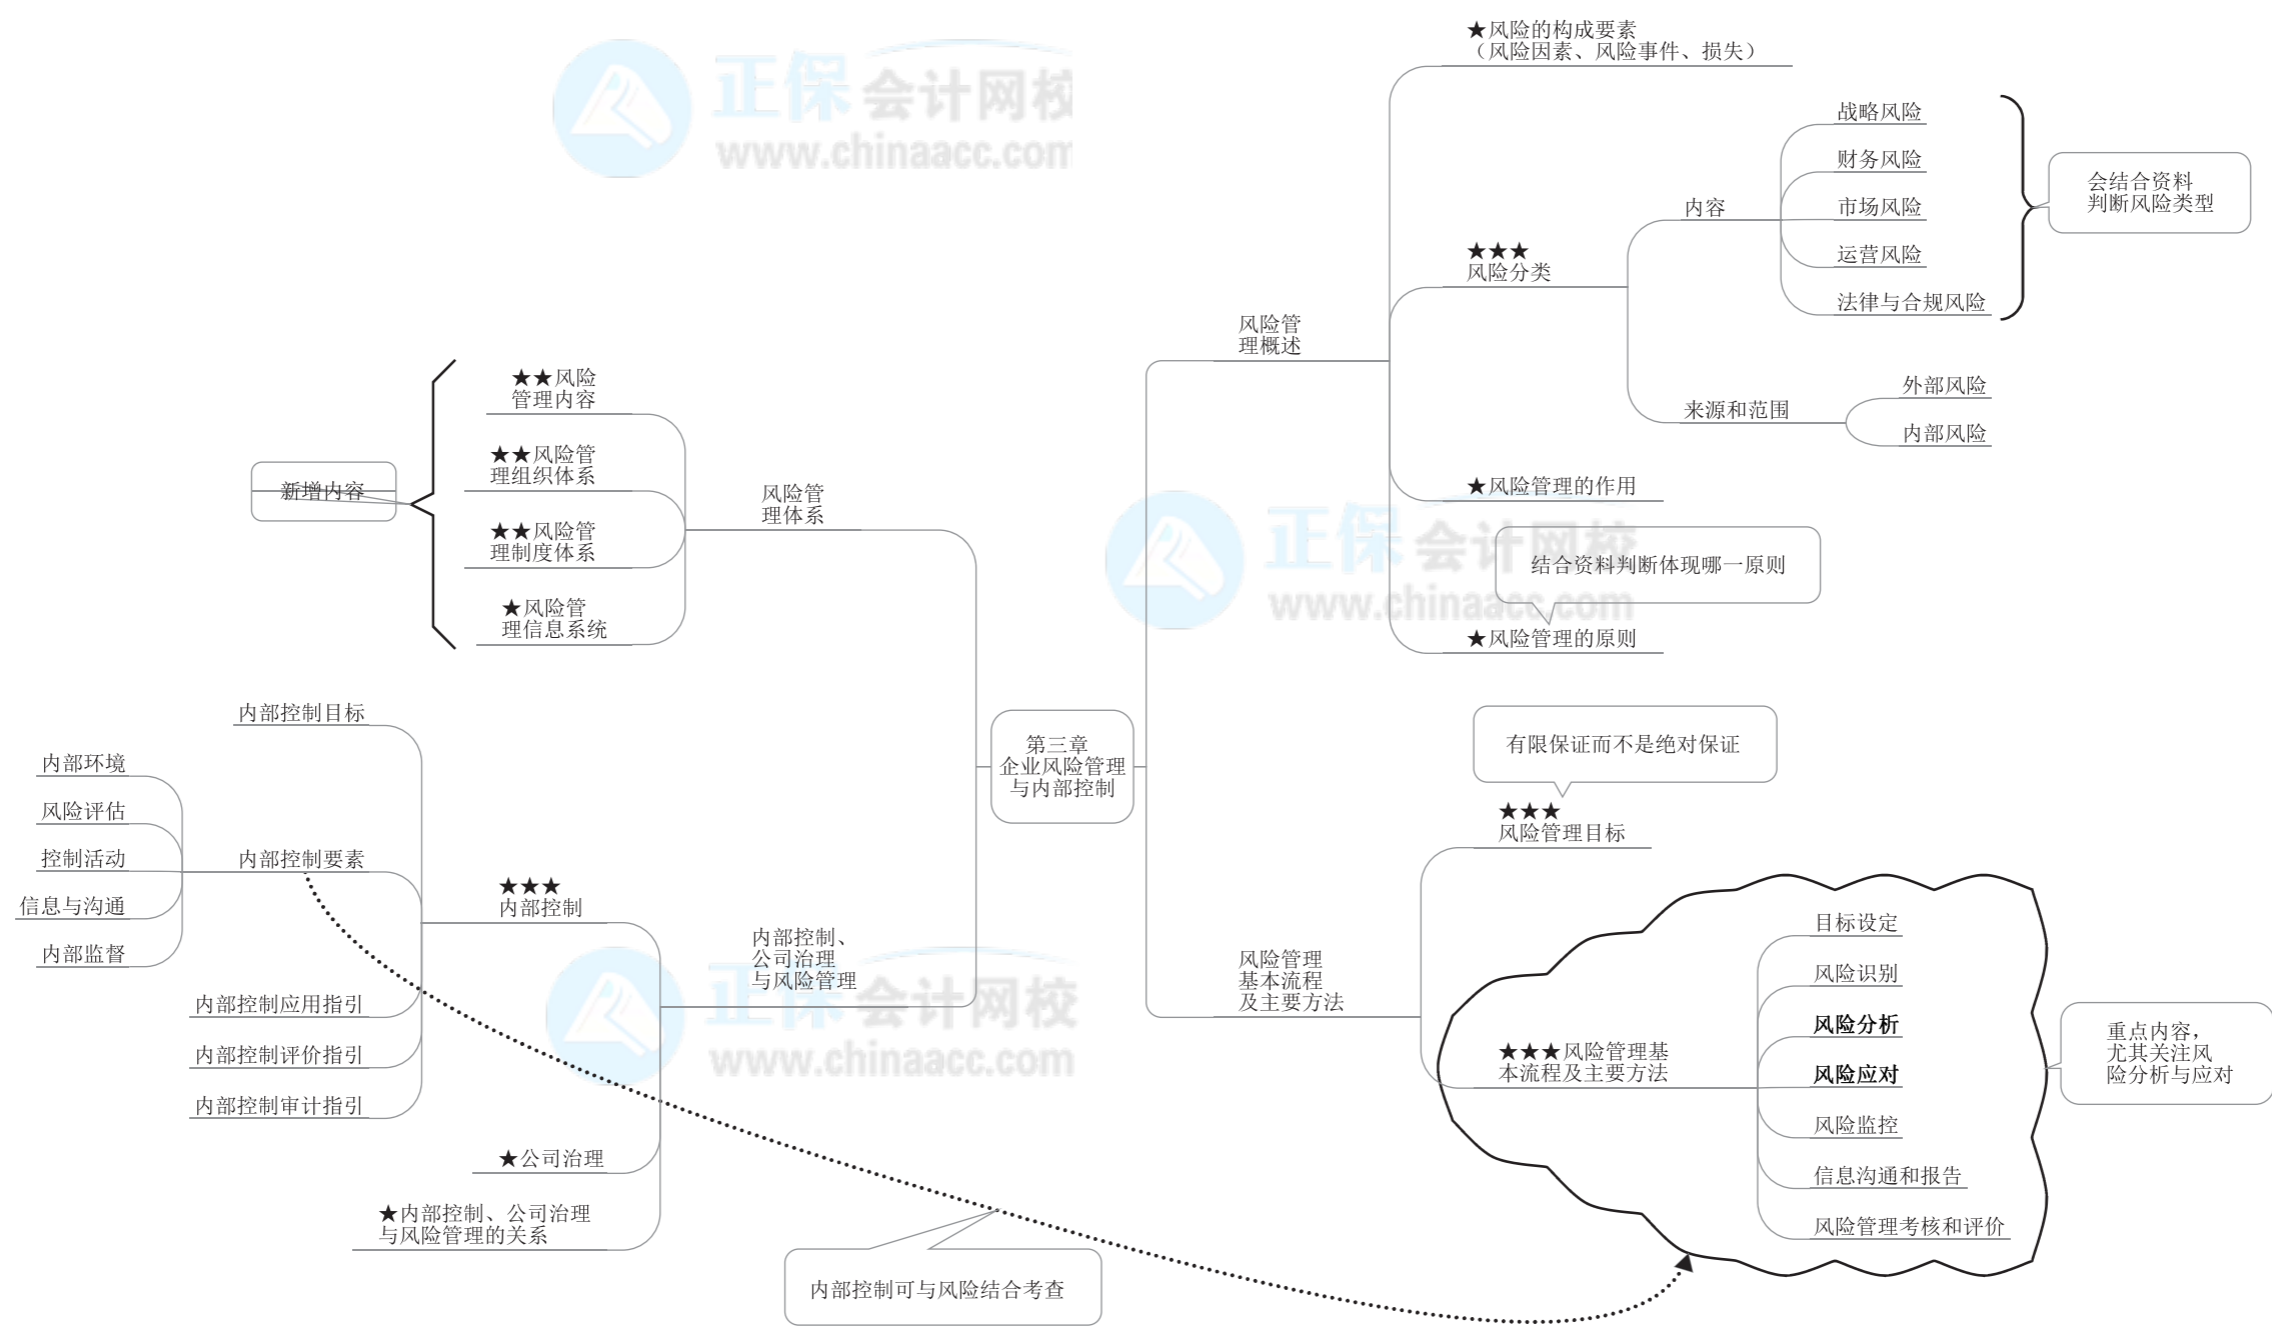 正保会计网校
www.chinaacc.com
★风险的构成要素
（风险因素、风险事件、损失）
战略风险
财务风险
市场风险
运营风险
法律与合规风险
会结合资料
判断风险类型
内容
★★★
风险分类
来源和范围
外部风险
内部风险
风险管
理概述
★风险管理的作用
正保会计网校
www.chinaacc.com
结合资料判断体现哪一原则
★风险管理的原则
★★风险
管理内容
★★风险管
理组织体系
★★风险管
理制度体系
★风险管
理信息系统
新增内容
风险管
理体系
第三章
企业风险管理
与内部控制
有限保证而不是绝对保证
★★★
风险管理目标
风险管理
基本流程
及主要方法
★★★风险管理基
本流程及主要方法
目标设定
风险识别
风险分析
风险应对
风险监控
信息沟通和报告
风险管理考核和评价
重点内容，
尤其关注风
险分析与应对
内部控制目标
内部环境
风险评估
控制活动
信息与沟通
内部监督
内部控制要素
★★★
内部控制
内部控制应用指引
内部控制评价指引
内部控制审计指引
内部控制、
公司治理
与风险管理
正保会计网校
www.chinaacc.com
★公司治理
★内部控制、公司治理
与风险管理的关系
内部控制可与风险结合考查